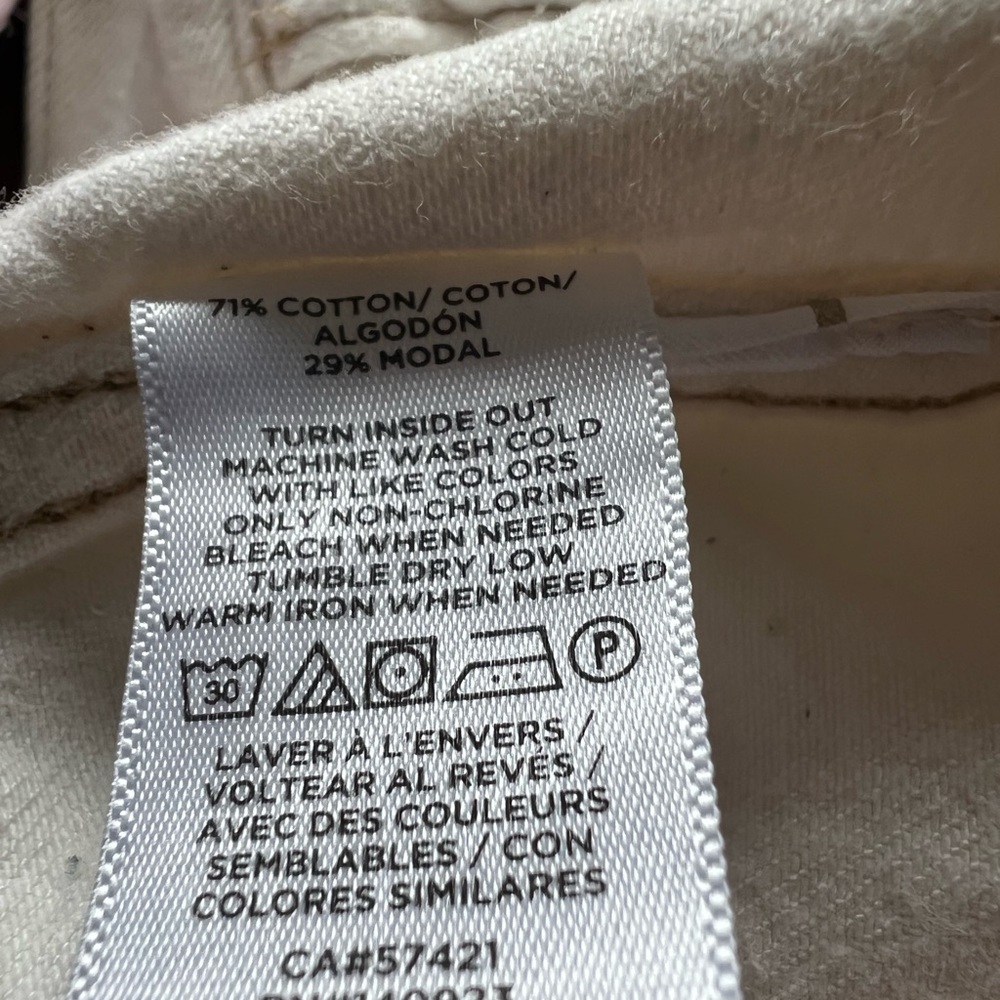 71% COTTON/ COTON/
ALGODÓN
29% MODAL
TURN INSIDE OUT
MACHINE WASH COLD
WITH LIKE COLORS
ONLY NON-CHLORINE
BLEACH WHEN NEEDED
TUMBLE DRY LOW
WARM IRON WHEN NEEDED
30 P
LAVER À L'ENVERS /
VOLTEAR AL REVÉS /
AVEC DES COULEURS
SEMBLABLES / CON
COLORES SIMILARES
CA#57421